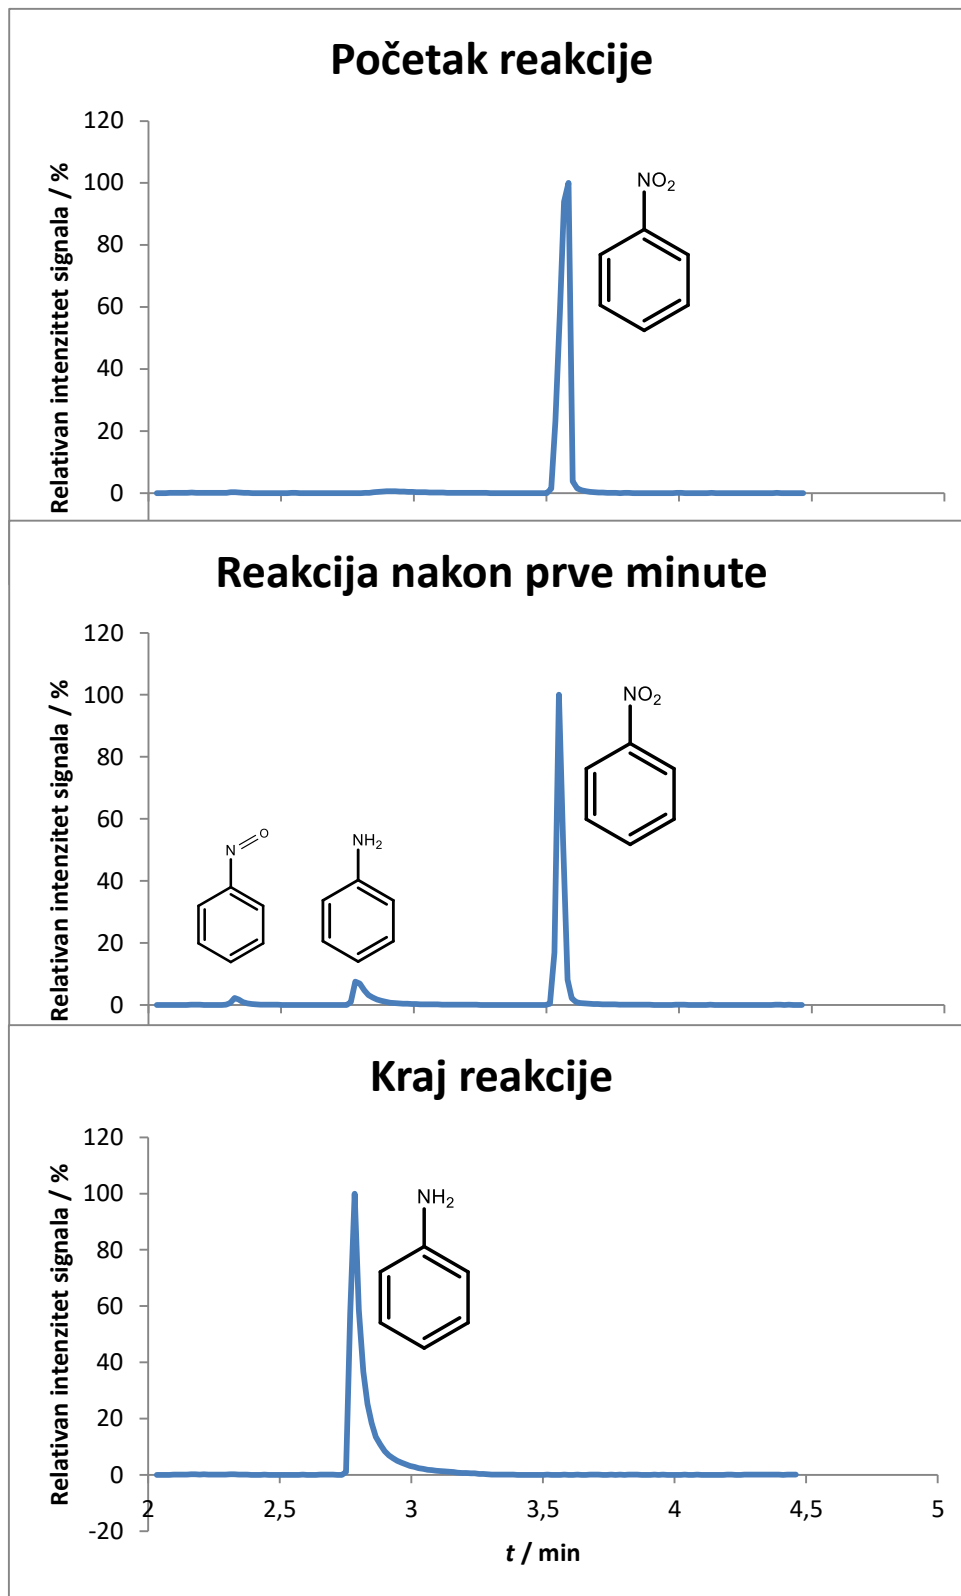 Početak reakcije
Relativan intenzittet signala / %
120
100
80
60
40
20
0
NO2
Reakcija nakon prve minute
Relativan intenzitet signala / %
120
100
80
60
40
20
0
N
O
NH2
NO2
Kraj reakcije
Relativan intenzitet signala / %
120
100
80
60
40
20
0
-20
NH2
2 2,5 3 3,5 4 4,5 5
t / min